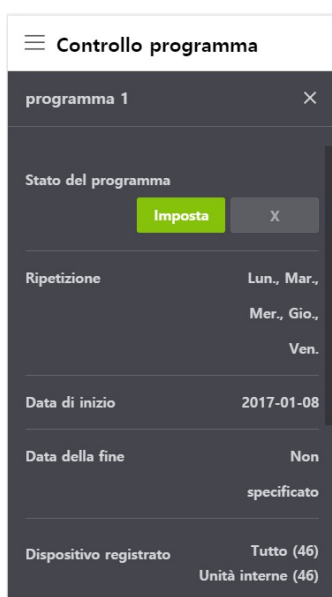 Controllo programma
programma 1 ×
Stato del programma
Imposta X
Ripetizione Lun., Mar.,
Mer., Gio.,
Ven.
Data di inizio 2017-01-08
Data della fine Non
specificato
Dispositivo registrato Tutto (46)
Unità interne (46)